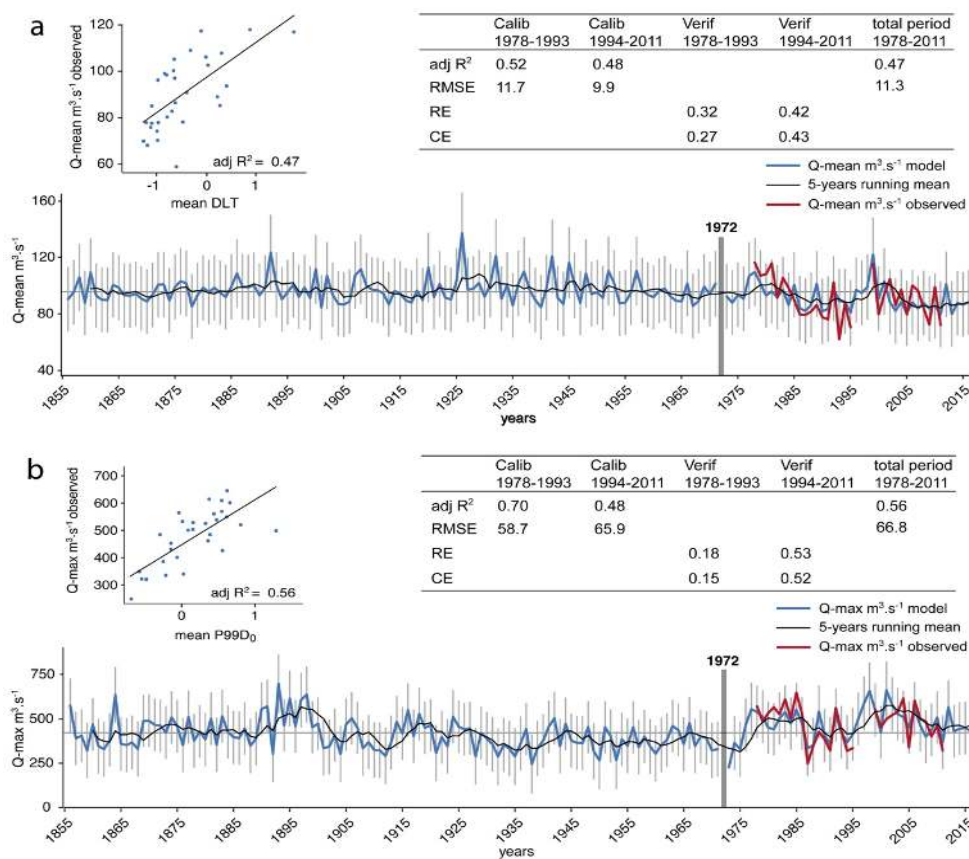 a
120
100
80
60
Q-mean m³.s⁻¹ observed
adj R² = 0.47
-1 0 1
mean DLT
Calib Calib Verif Verif total period
1978-1993 1994-2011 1978-1993 1994-2011 1978-2011
adj R² 0.52 0.48 0.47
RMSE 11.7 9.9 11.3
RE 0.32 0.42
CE 0.27 0.43
Q-mean m³.s⁻¹ model
5-years running mean
Q-mean m³.s⁻¹ observed
1972
160
120
80
40
Q-mean m³.s⁻¹
1855 1865 1875 1885 1895 1905 1915 1925 1935 1945 1955 1965 1975 1985 1995 2005 2015
years
b
700
600
500
400
300
Q-max m³.s⁻¹ observed
adj R² = 0.56
0 1
mean P99D₀
Calib Calib Verif Verif total period
1978-1993 1994-2011 1978-1993 1994-2011 1978-2011
adj R² 0.70 0.48 0.56
RMSE 58.7 65.9 66.8
RE 0.18 0.53
CE 0.15 0.52
Q-max m³.s⁻¹ model
5-years running mean
Q-max m³.s⁻¹ observed
1972
750
500
250
0
Q-max m³.s⁻¹
1855 1865 1875 1885 1895 1905 1915 1925 1935 1945 1955 1965 1975 1985 1995 2005 2015
years